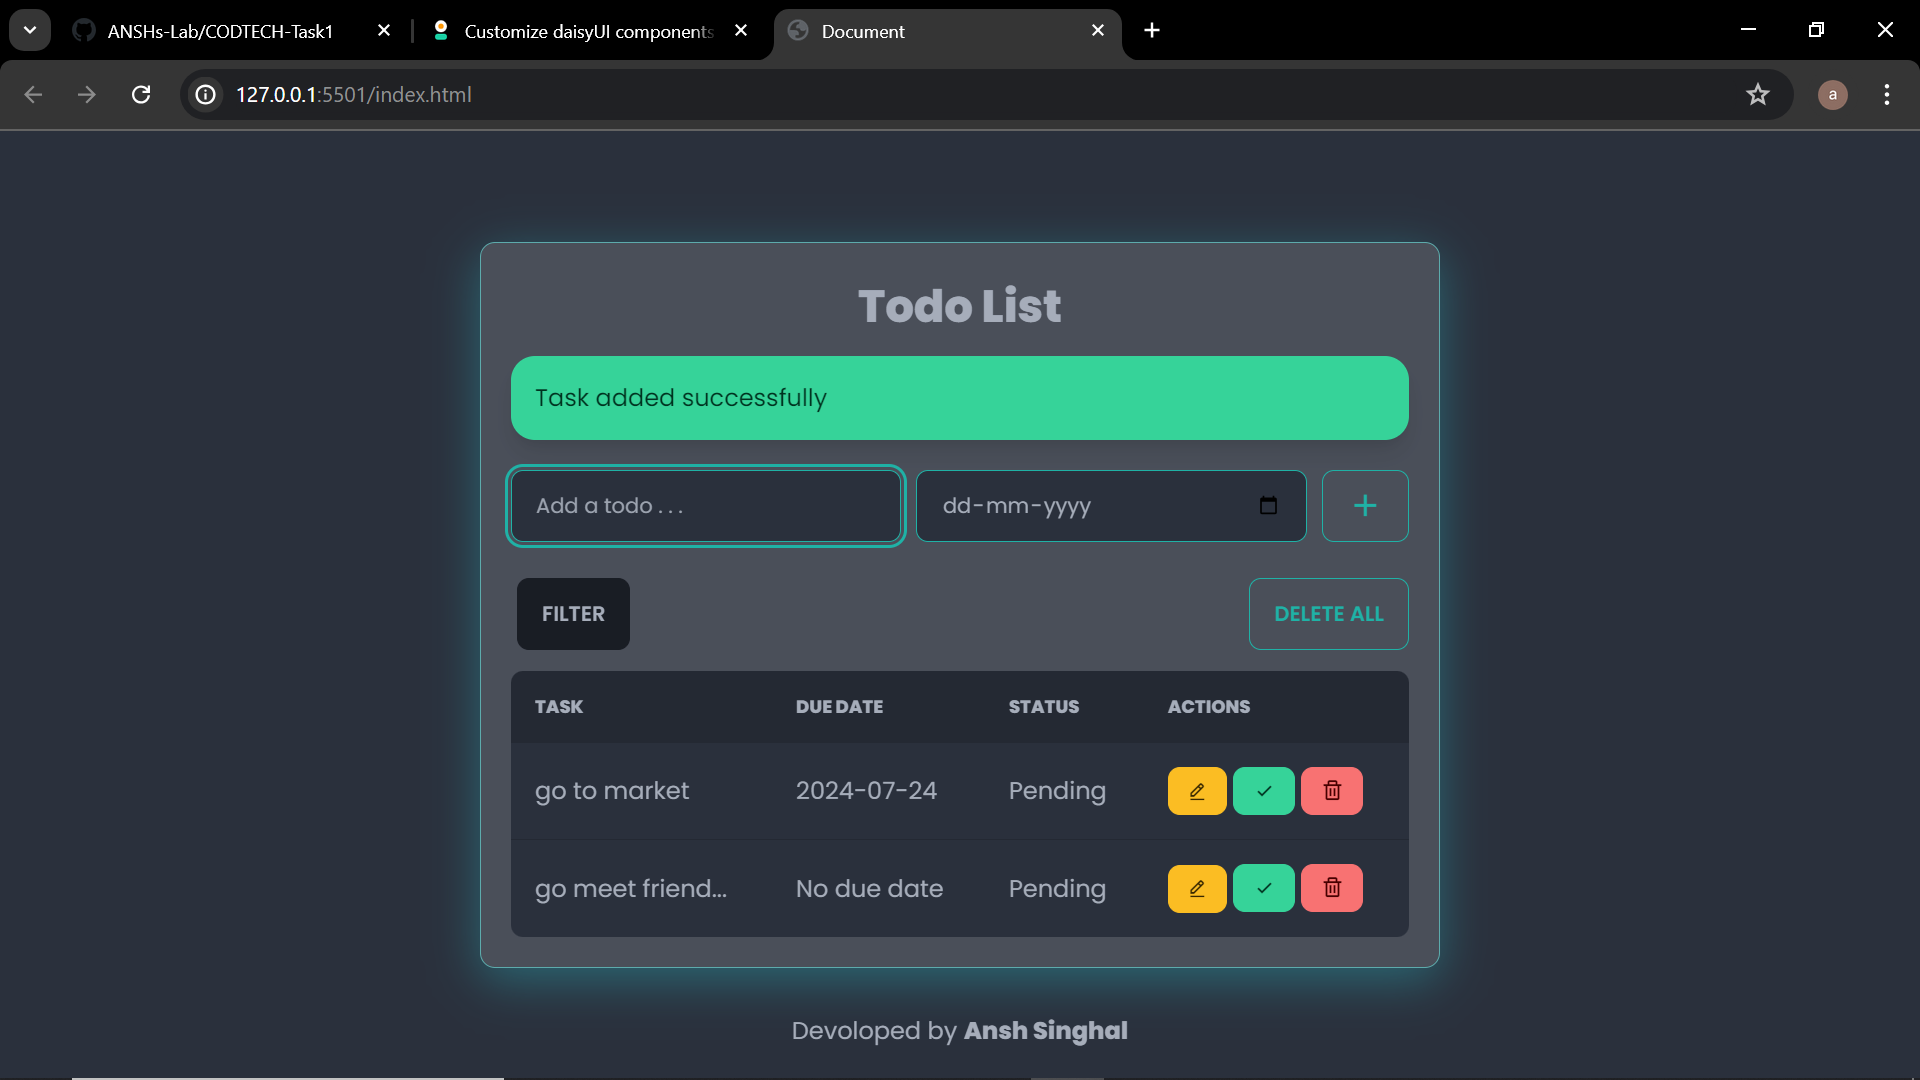 ANSHs-Lab/CODTECH-Task1
Customize daisyUI components
Document
127.0.0.1:5501/index.html
a
Todo List
Task added successfully
Add a todo . . .
dd-mm-yyyy
+
FILTER
DELETE ALL
TASK DUE DATE STATUS ACTIONS
go to market 2024-07-24 Pending
go meet friend... No due date Pending
Devoloped by Ansh Singhal